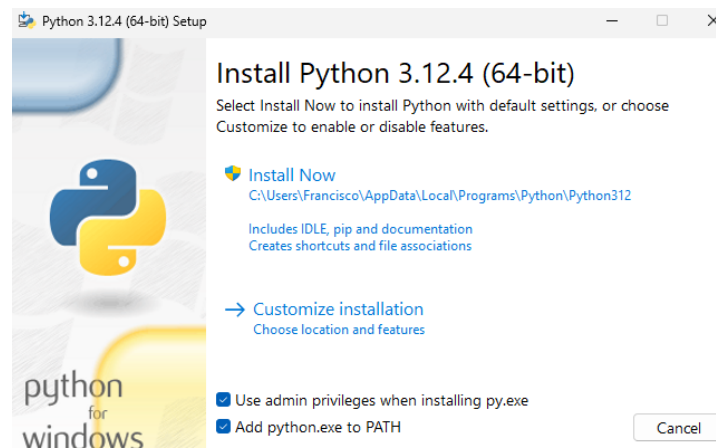 Python 3.12.4 (64-bit) Setup
Install Python 3.12.4 (64-bit)
Select Install Now to install Python with default settings, or choose
Customize to enable or disable features.
Install Now
C:\Users\Francisco\AppData\Local\Programs\Python\Python312
Includes IDLE, pip and documentation
Creates shortcuts and file associations
Customize installation
Choose location and features
python
for
windows
Use admin privileges when installing py.exe
Add python.exe to PATH
Cancel